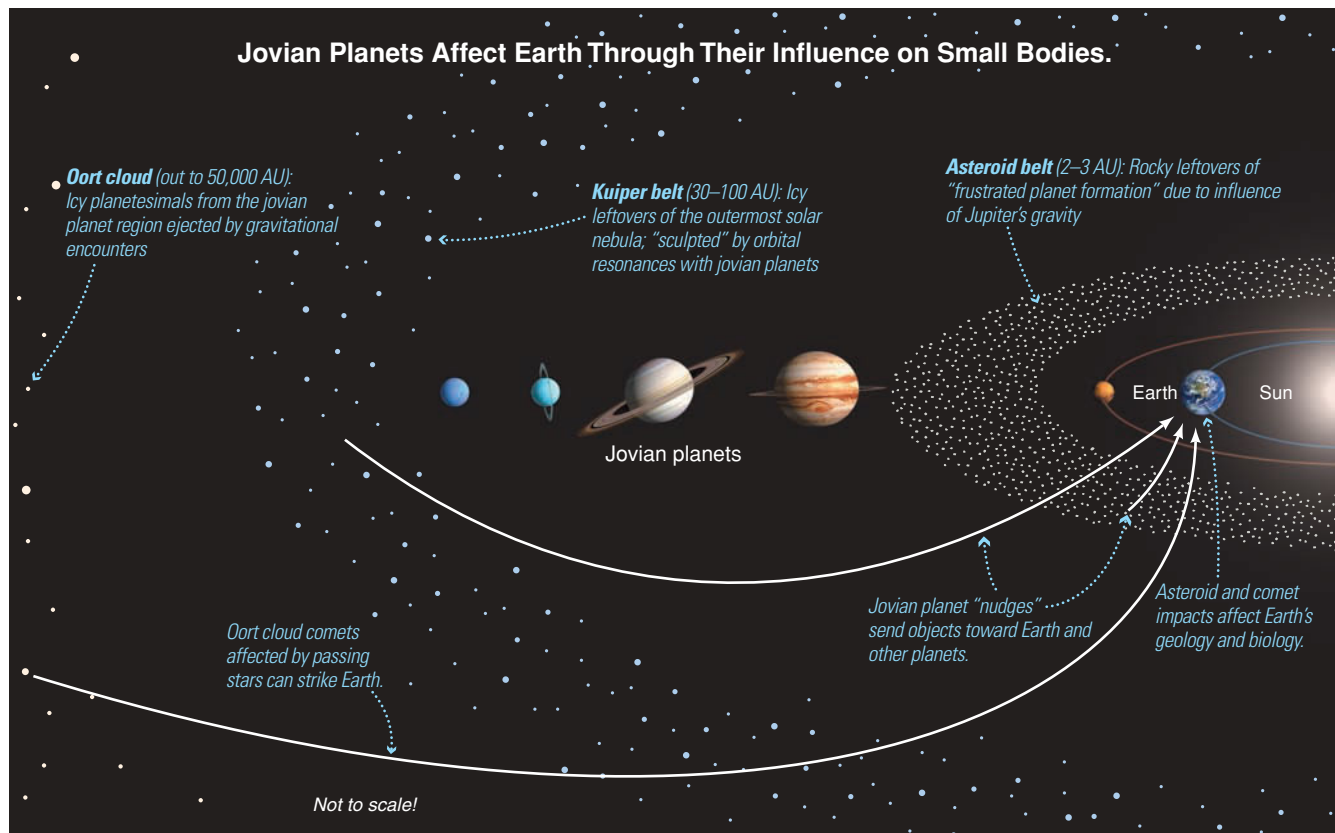 Jovian Planets Affect Earth Through Their Influence on Small Bodies.
Oort cloud (out to 50,000 AU):
Icy planetesimals from the jovian
planet region ejected by gravitational
encounters
Kuiper belt (30–100 AU): Icy
leftovers of the outermost solar
nebula; “sculpted” by orbital
resonances with jovian planets
Asteroid belt (2–3 AU): Rocky leftovers of
“frustrated planet formation” due to influence
of Jupiter’s gravity
Jovian planets
Earth
Sun
Oort cloud comets
affected by passing
stars can strike Earth.
Jovian planet “nudges”
send objects toward Earth and
other planets.
Asteroid and comet
impacts affect Earth’s
geology and biology.
Not to scale!